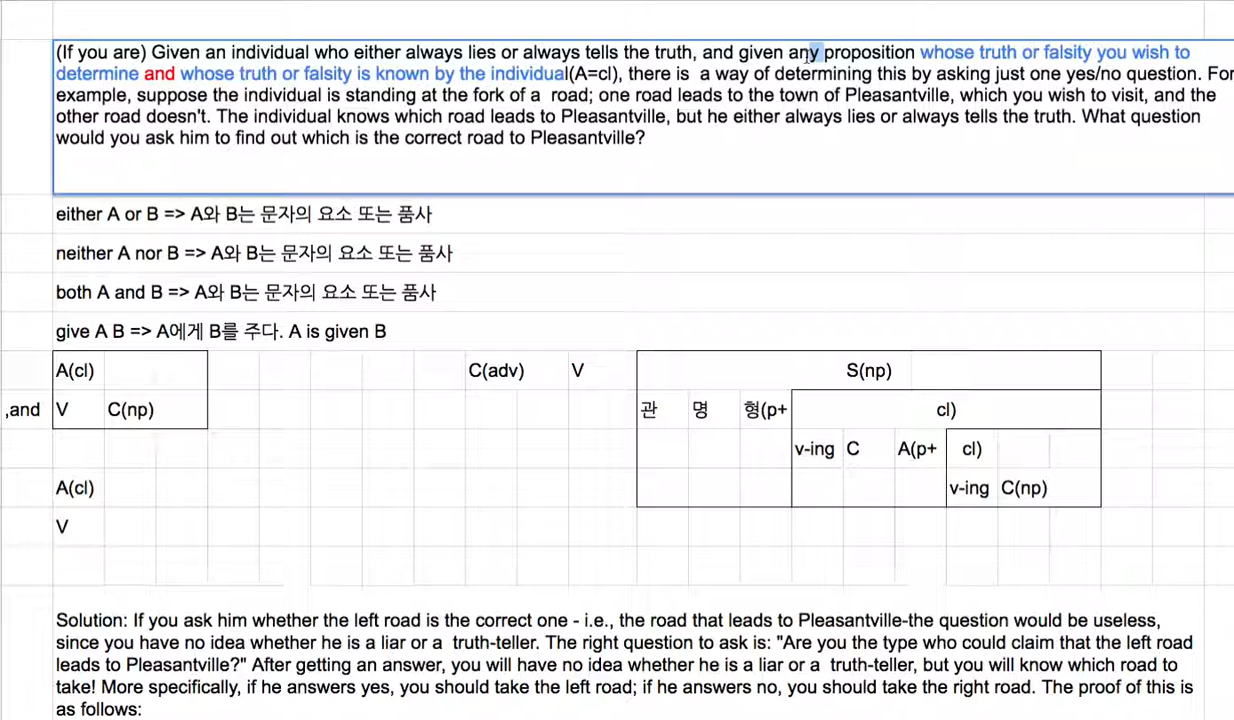 (If you are) Given an individual who either always lies or always tells the truth, and given any proposition whose truth or falsity you wish to
determine and whose truth or falsity is known by the individual(A=cl), there is a way of determining this by asking just one yes/no question. For
example, suppose the individual is standing at the fork of a road; one road leads to the town of Pleasantville, which you wish to visit, and the
other road doesn't. The individual knows which road leads to Pleasantville, but he either always lies or always tells the truth. What question
would you ask him to find out which is the correct road to Pleasantville?
either A or B => A와 B는 문자의 요소 또는 품사
neither A nor B => A와 B는 문자의 요소 또는 품사
both A and B => A와 B는 문자의 요소 또는 품사
give A B => A에게 B를 주다. A is given B
A(cl) C(adv) V S(np)
,and V C(np) 관 명 형(p+ cl)
v-ing C A(p+ cl)
A(cl) v-ing C(np)
V
Solution: If you ask him whether the left road is the correct one - i.e., the road that leads to Pleasantville-the question would be useless,
since you have no idea whether he is a liar or a truth-teller. The right question to ask is: "Are you the type who could claim that the left road
leads to Pleasantville?" After getting an answer, you will have no idea whether he is a liar or a truth-teller, but you will know which road to
take! More specifically, if he answers yes, you should take the left road; if he answers no, you should take the right road. The proof of this is
as follows: